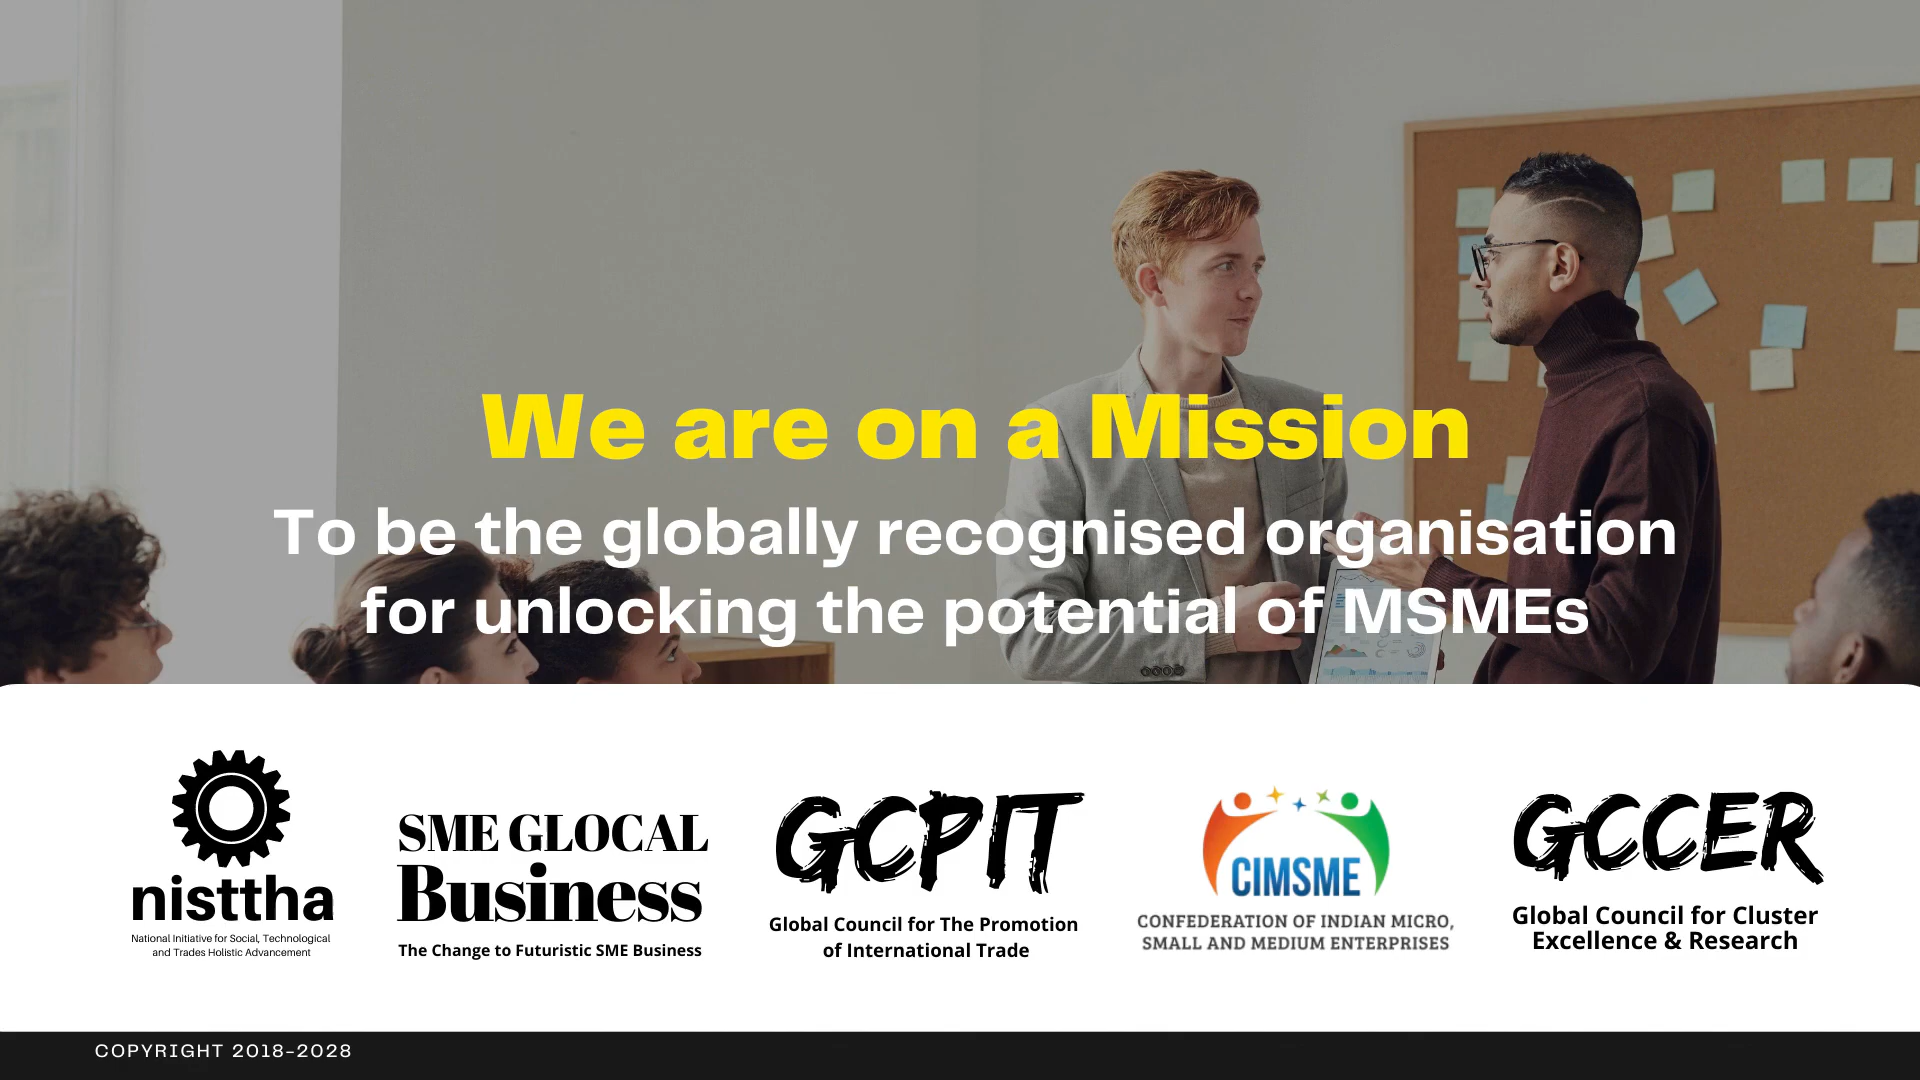 We are on a Mission
To be the globally recognised organisation
for unlocking the potential of MSMEs
nisttha
National Initiative for Social, Technological
and Trades Holistic Advancement
SME GLOCAL
Business
The Change to Futuristic SME Business
GCPIT
Global Council for The Promotion
of International Trade
CIMSME
CONFEDERATION OF INDIAN MICRO,
SMALL AND MEDIUM ENTERPRISES
GCCER
Global Council for Cluster
Excellence & Research
COPYRIGHT 2018-2028